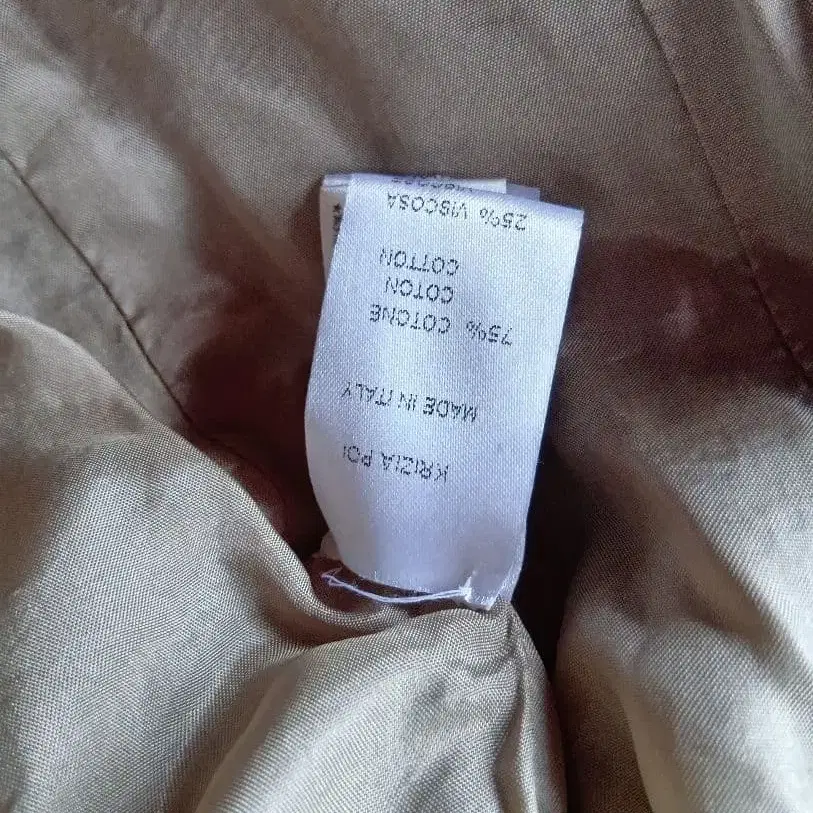 KRIZIA POI
MADE IN ITALY
75% COTONE
COTON
COTTON
25% VISCOSA